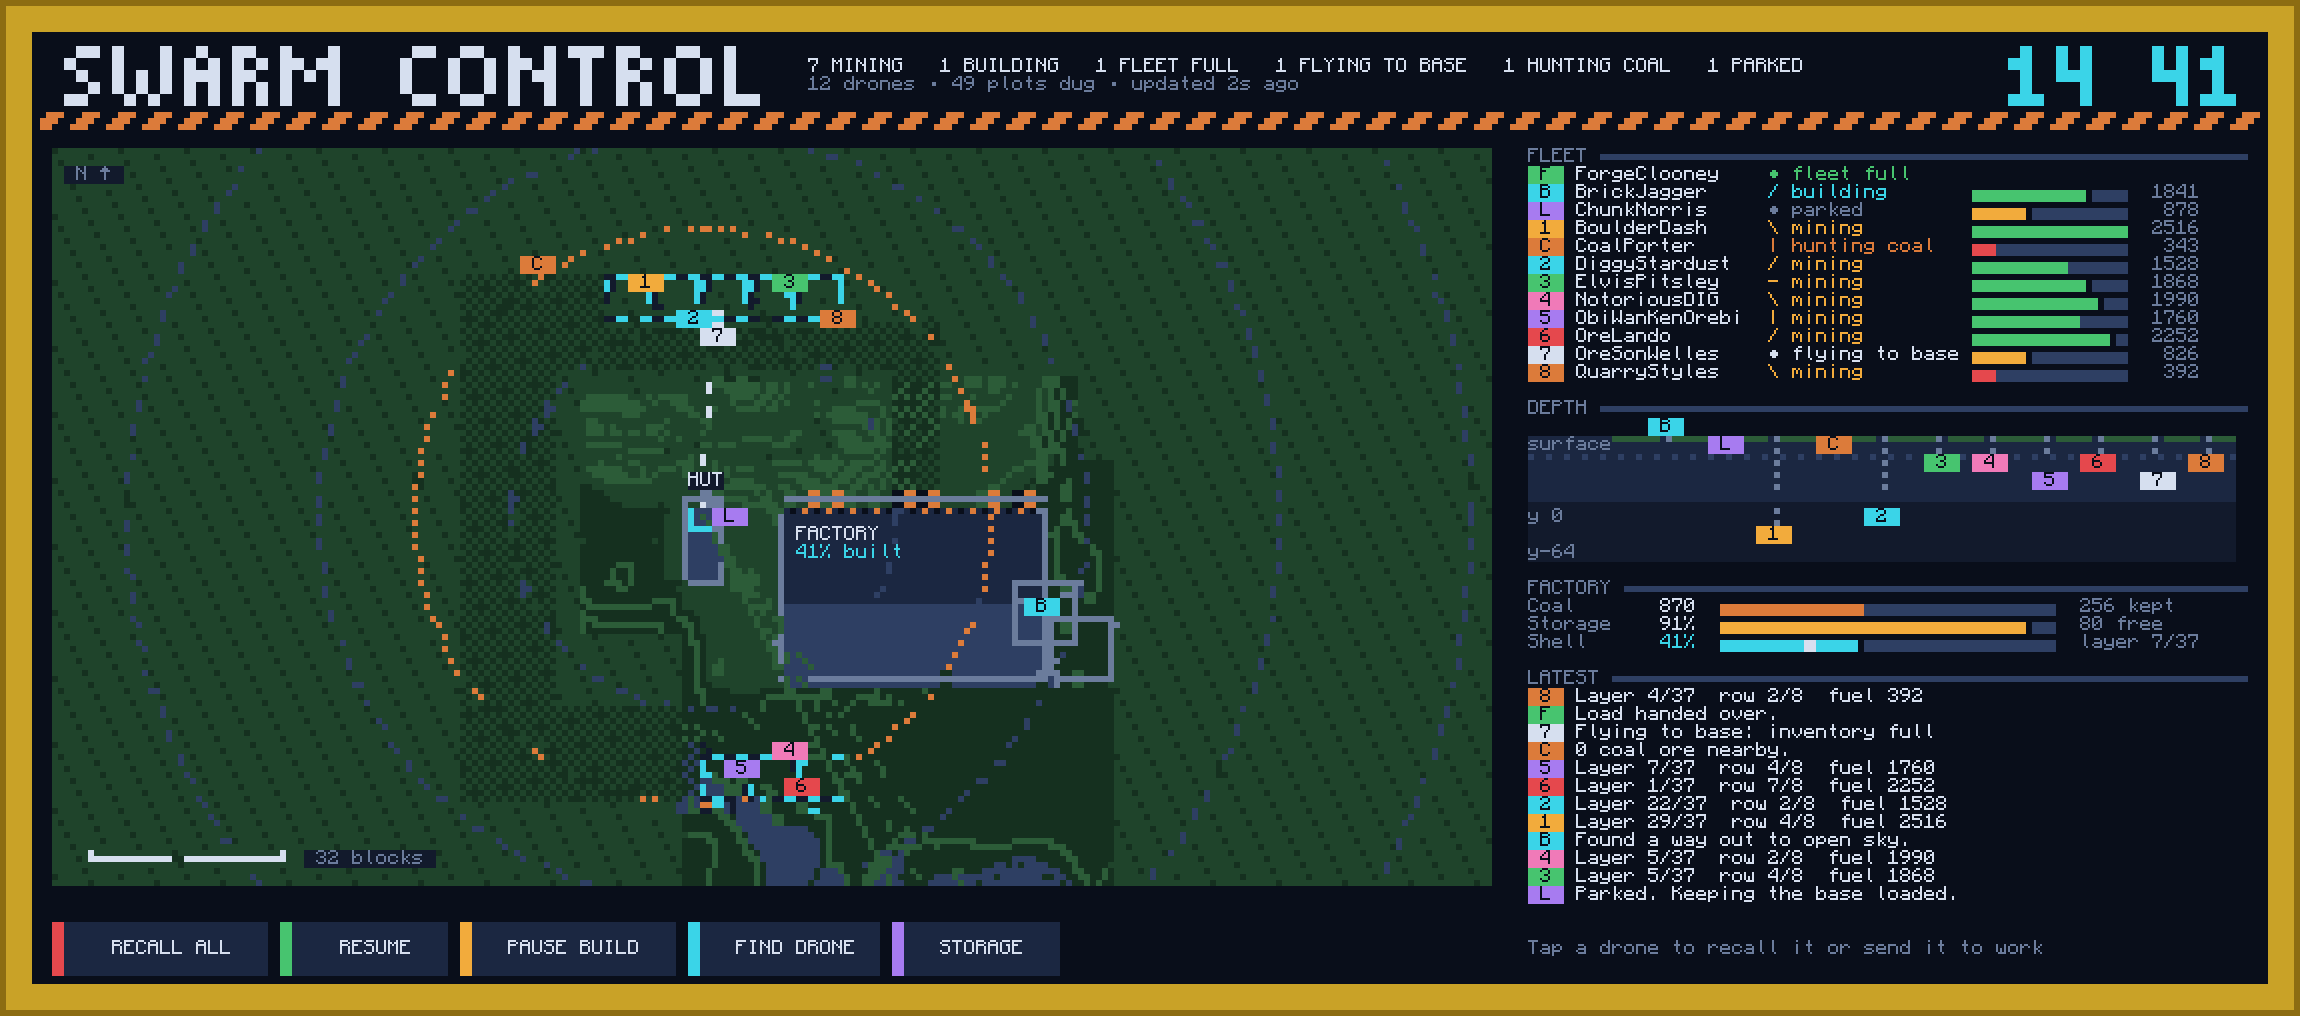 SWARM CONTROL
7 MINING 1 BUILDING 1 FLEET FULL 1 FLYING TO BASE 1 HUNTING COAL 1 PARKED
12 drones · 49 plots dug · updated 2s ago
14 41
N ↑
C
1
3
2
8
7
HUT
L
FACTORY
41% built
B
4
5
6
32 blocks
FLEET
F ForgeClooney • fleet full
B BrickJagger / building 1841
L ChunkNorris • parked 878
1 BoulderDash \ mining 2516
C CoalPorter | hunting coal 343
2 DiggyStardust / mining 1528
3 ElvisPitsley - mining 1868
4 NotoriousDIG \ mining 1990
5 ObiWanKenOrebi | mining 1760
6 OreLando / mining 2252
7 OreSonWelles • flying to base 826
8 QuarryStyles \ mining 392
DEPTH
B
surface L C
3 4 6 8
5 7
y 0 2
1
y-64
FACTORY
Coal 870 256 kept
Storage 91% 80 free
Shell 41% layer 7/37
LATEST
8 Layer 4/37 row 2/8 fuel 392
F Load handed over.
7 Flying to base: inventory full
C 0 coal ore nearby.
5 Layer 7/37 row 4/8 fuel 1760
6 Layer 1/37 row 7/8 fuel 2252
2 Layer 22/37 row 2/8 fuel 1528
1 Layer 29/37 row 4/8 fuel 2516
B Found a way out to open sky.
4 Layer 5/37 row 2/8 fuel 1990
3 Layer 5/37 row 4/8 fuel 1868
L Parked. Keeping the base loaded.
RECALL ALL RESUME PAUSE BUILD FIND DRONE STORAGE
Tap a drone to recall it or send it to work